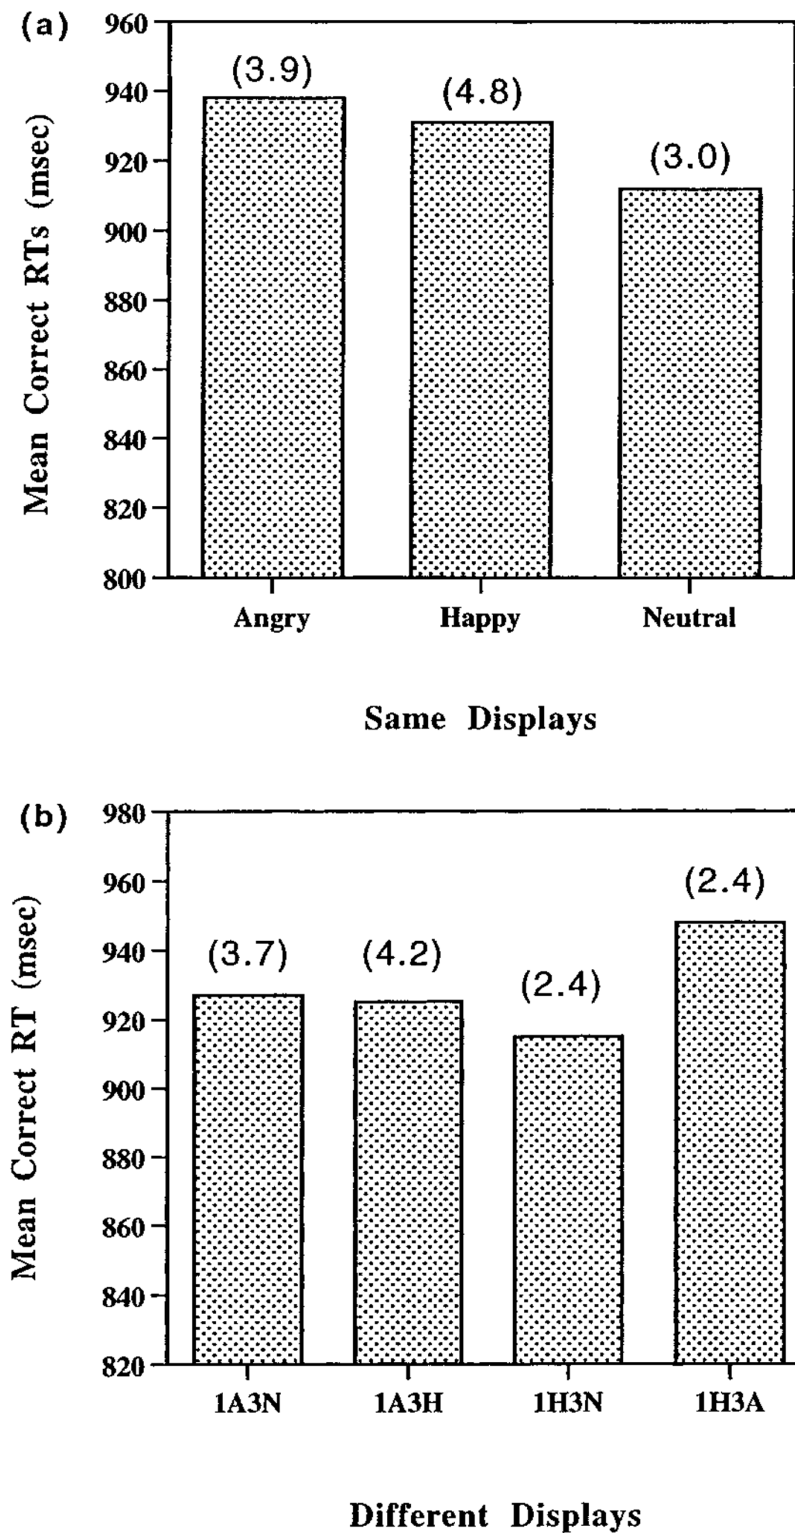 (a)
Mean Correct RTs (msec)
960
940
920
900
880
860
840
820
800
(3.9)
(4.8)
(3.0)
Angry
Happy
Neutral
Same Displays
(b)
Mean Correct RT (msec)
980
960
940
920
900
880
860
840
820
(3.7)
(4.2)
(2.4)
(2.4)
1A3N
1A3H
1H3N
1H3A
Different Displays